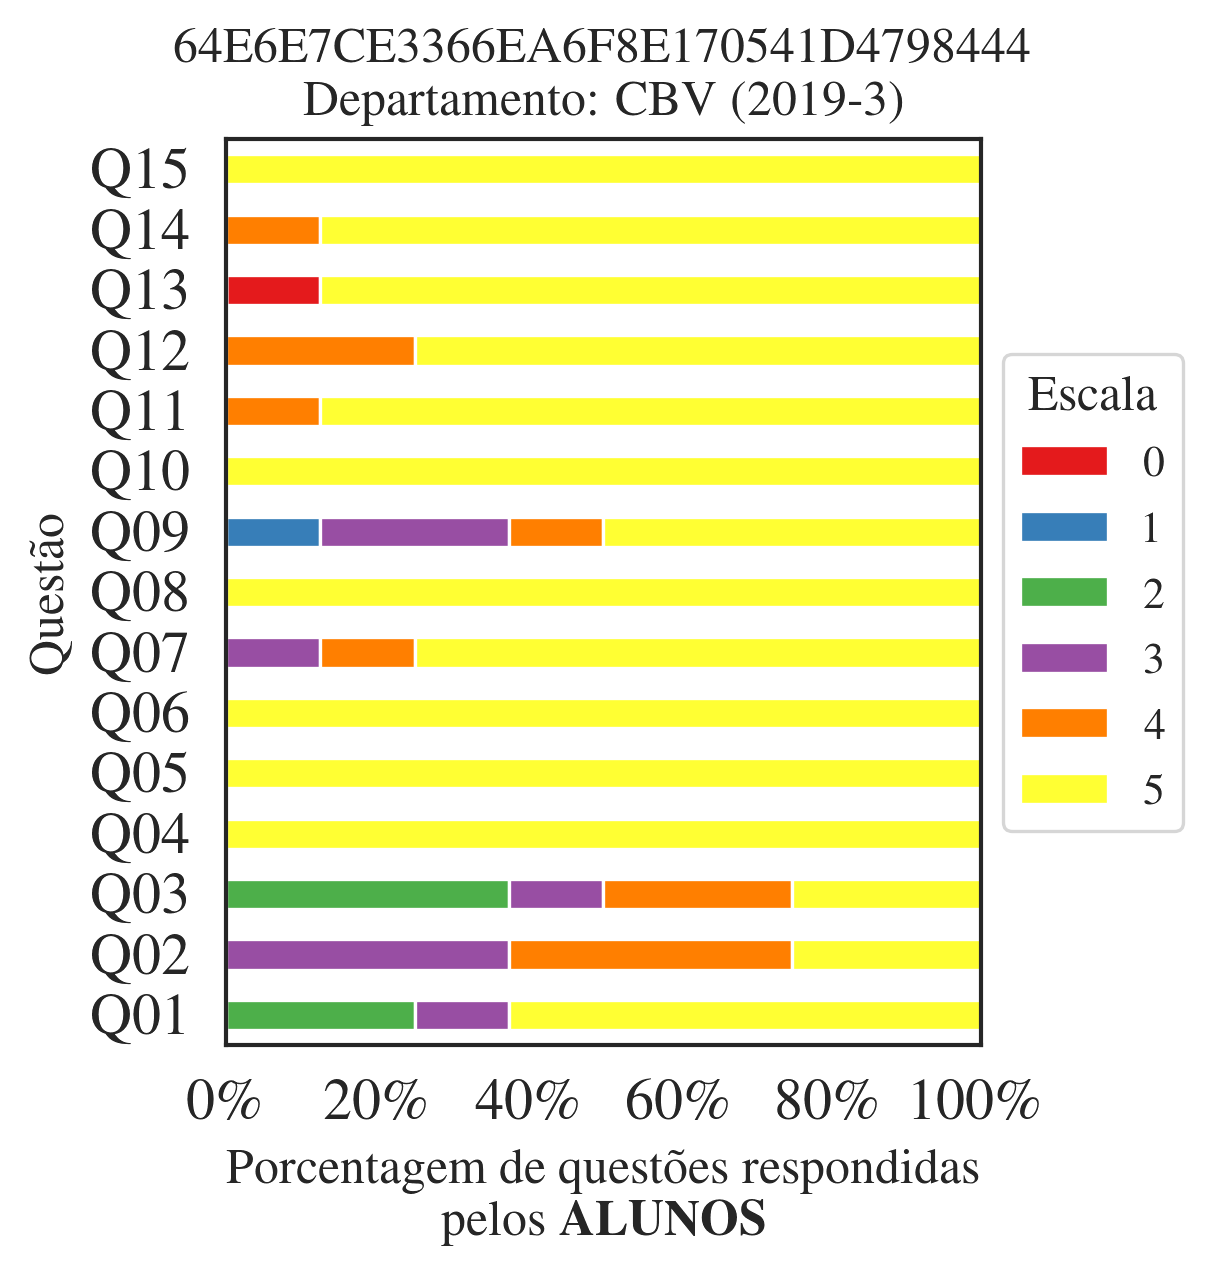 64E6E7CE3366EA6F8E170541D4798444
Departamento: CBV (2019-3)
Q15
Q14
Q13
Q12
Q11
Q10
Q09
Q08
Q07
Q06
Q05
Q04
Q03
Q02
Q01
Questão
0% 20% 40% 60% 80% 100%
Porcentagem de questões respondidas
pelos ALUNOS
Escala
0
1
2
3
4
5